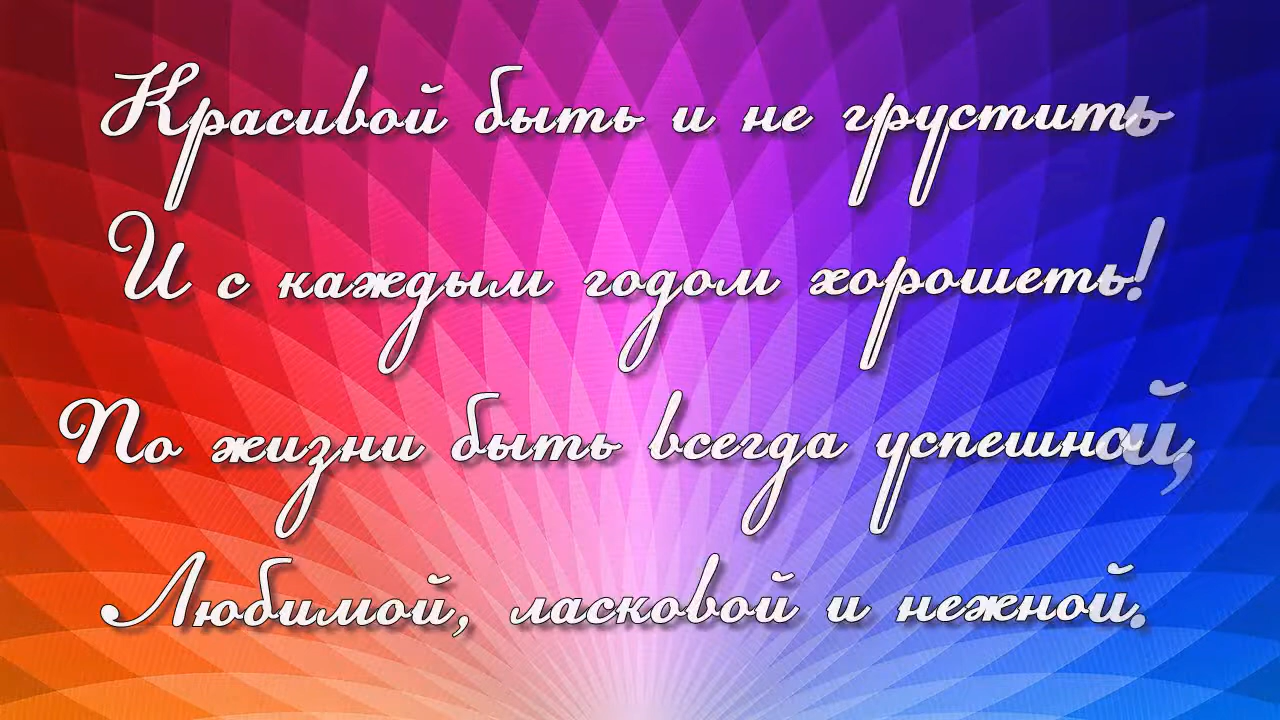 Красивой быть и не грустить
И с каждым годом хорошеть!
По жизни быть всегда успешной,
Любимой, ласковой и нежной.